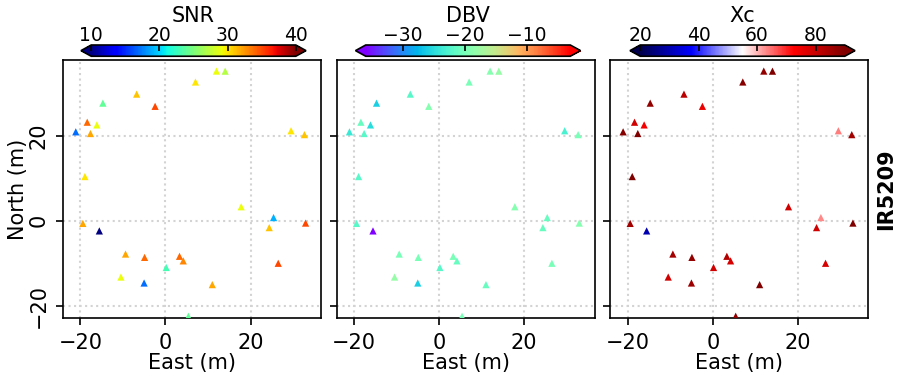 SNR DBV Xc
10 20 30 40 −30 −20 −10 20 40 60 80
North (m)
20
0
−20
−20 0 20 −20 0 20 −20 0 20
East (m) East (m) East (m)
IR5209